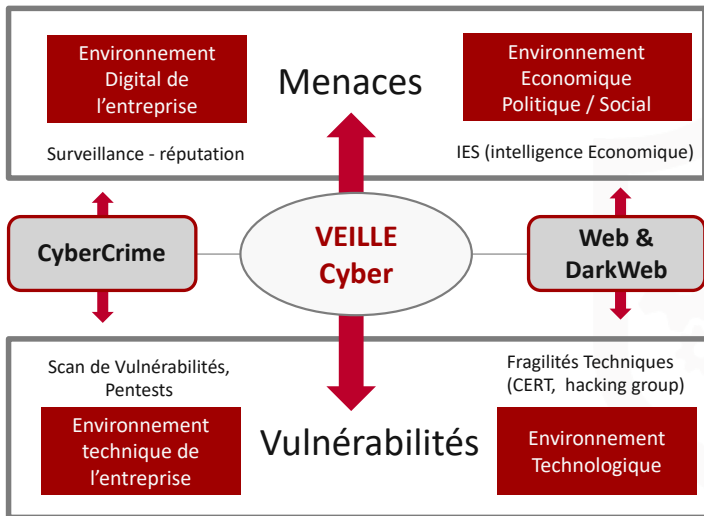 Environnement
Digital de
l'entreprise
Menaces
Environnement
Economique
Politique / Social
Surveillance - réputation
IES (intelligence Economique)
CyberCrime
VEILLE
Cyber
Web &
DarkWeb
Scan de Vulnérabilités,
Pentests
Fragilités Techniques
(CERT,  hacking group)
Environnement
technique de
l'entreprise
Vulnérabilités
Environnement
Technologique